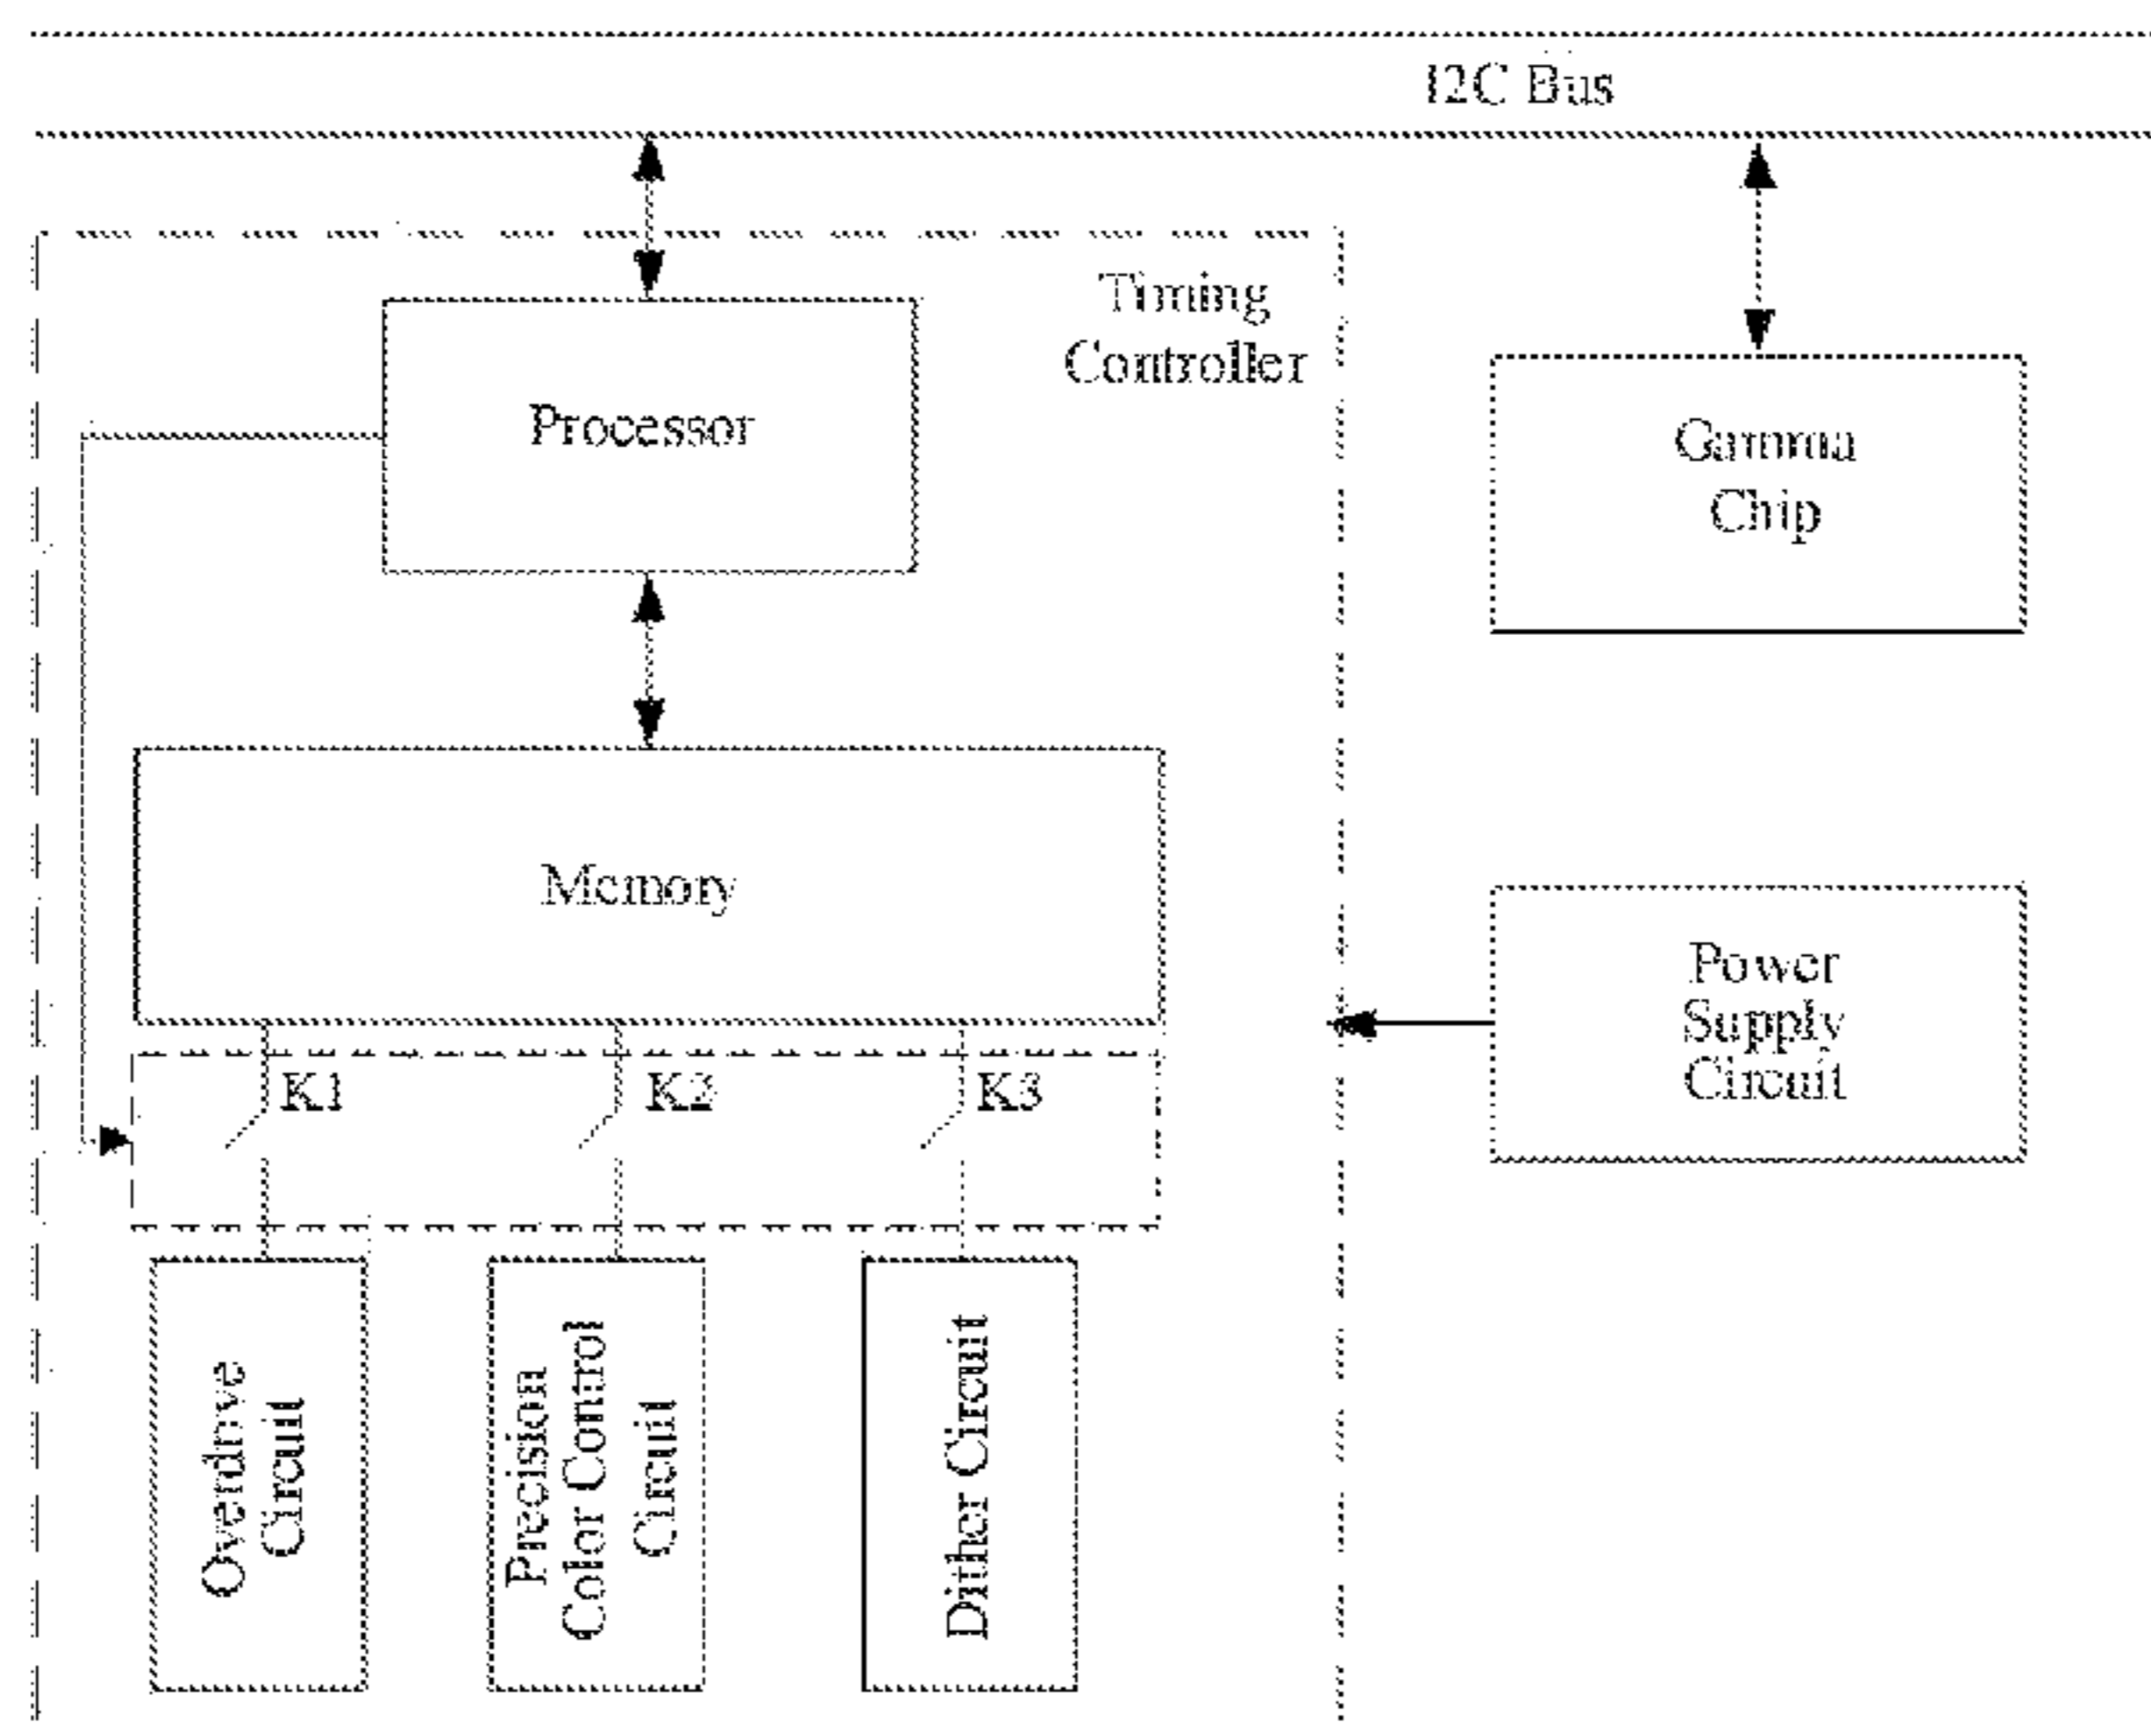 I2C Bus
Timing
Controller
Processor
Gamma
Chip
Memory
Power
Supply
Circuit
K1
K2
K3
Overdrive
Circuit
Precision
Color Control
Circuit
Dither Circuit